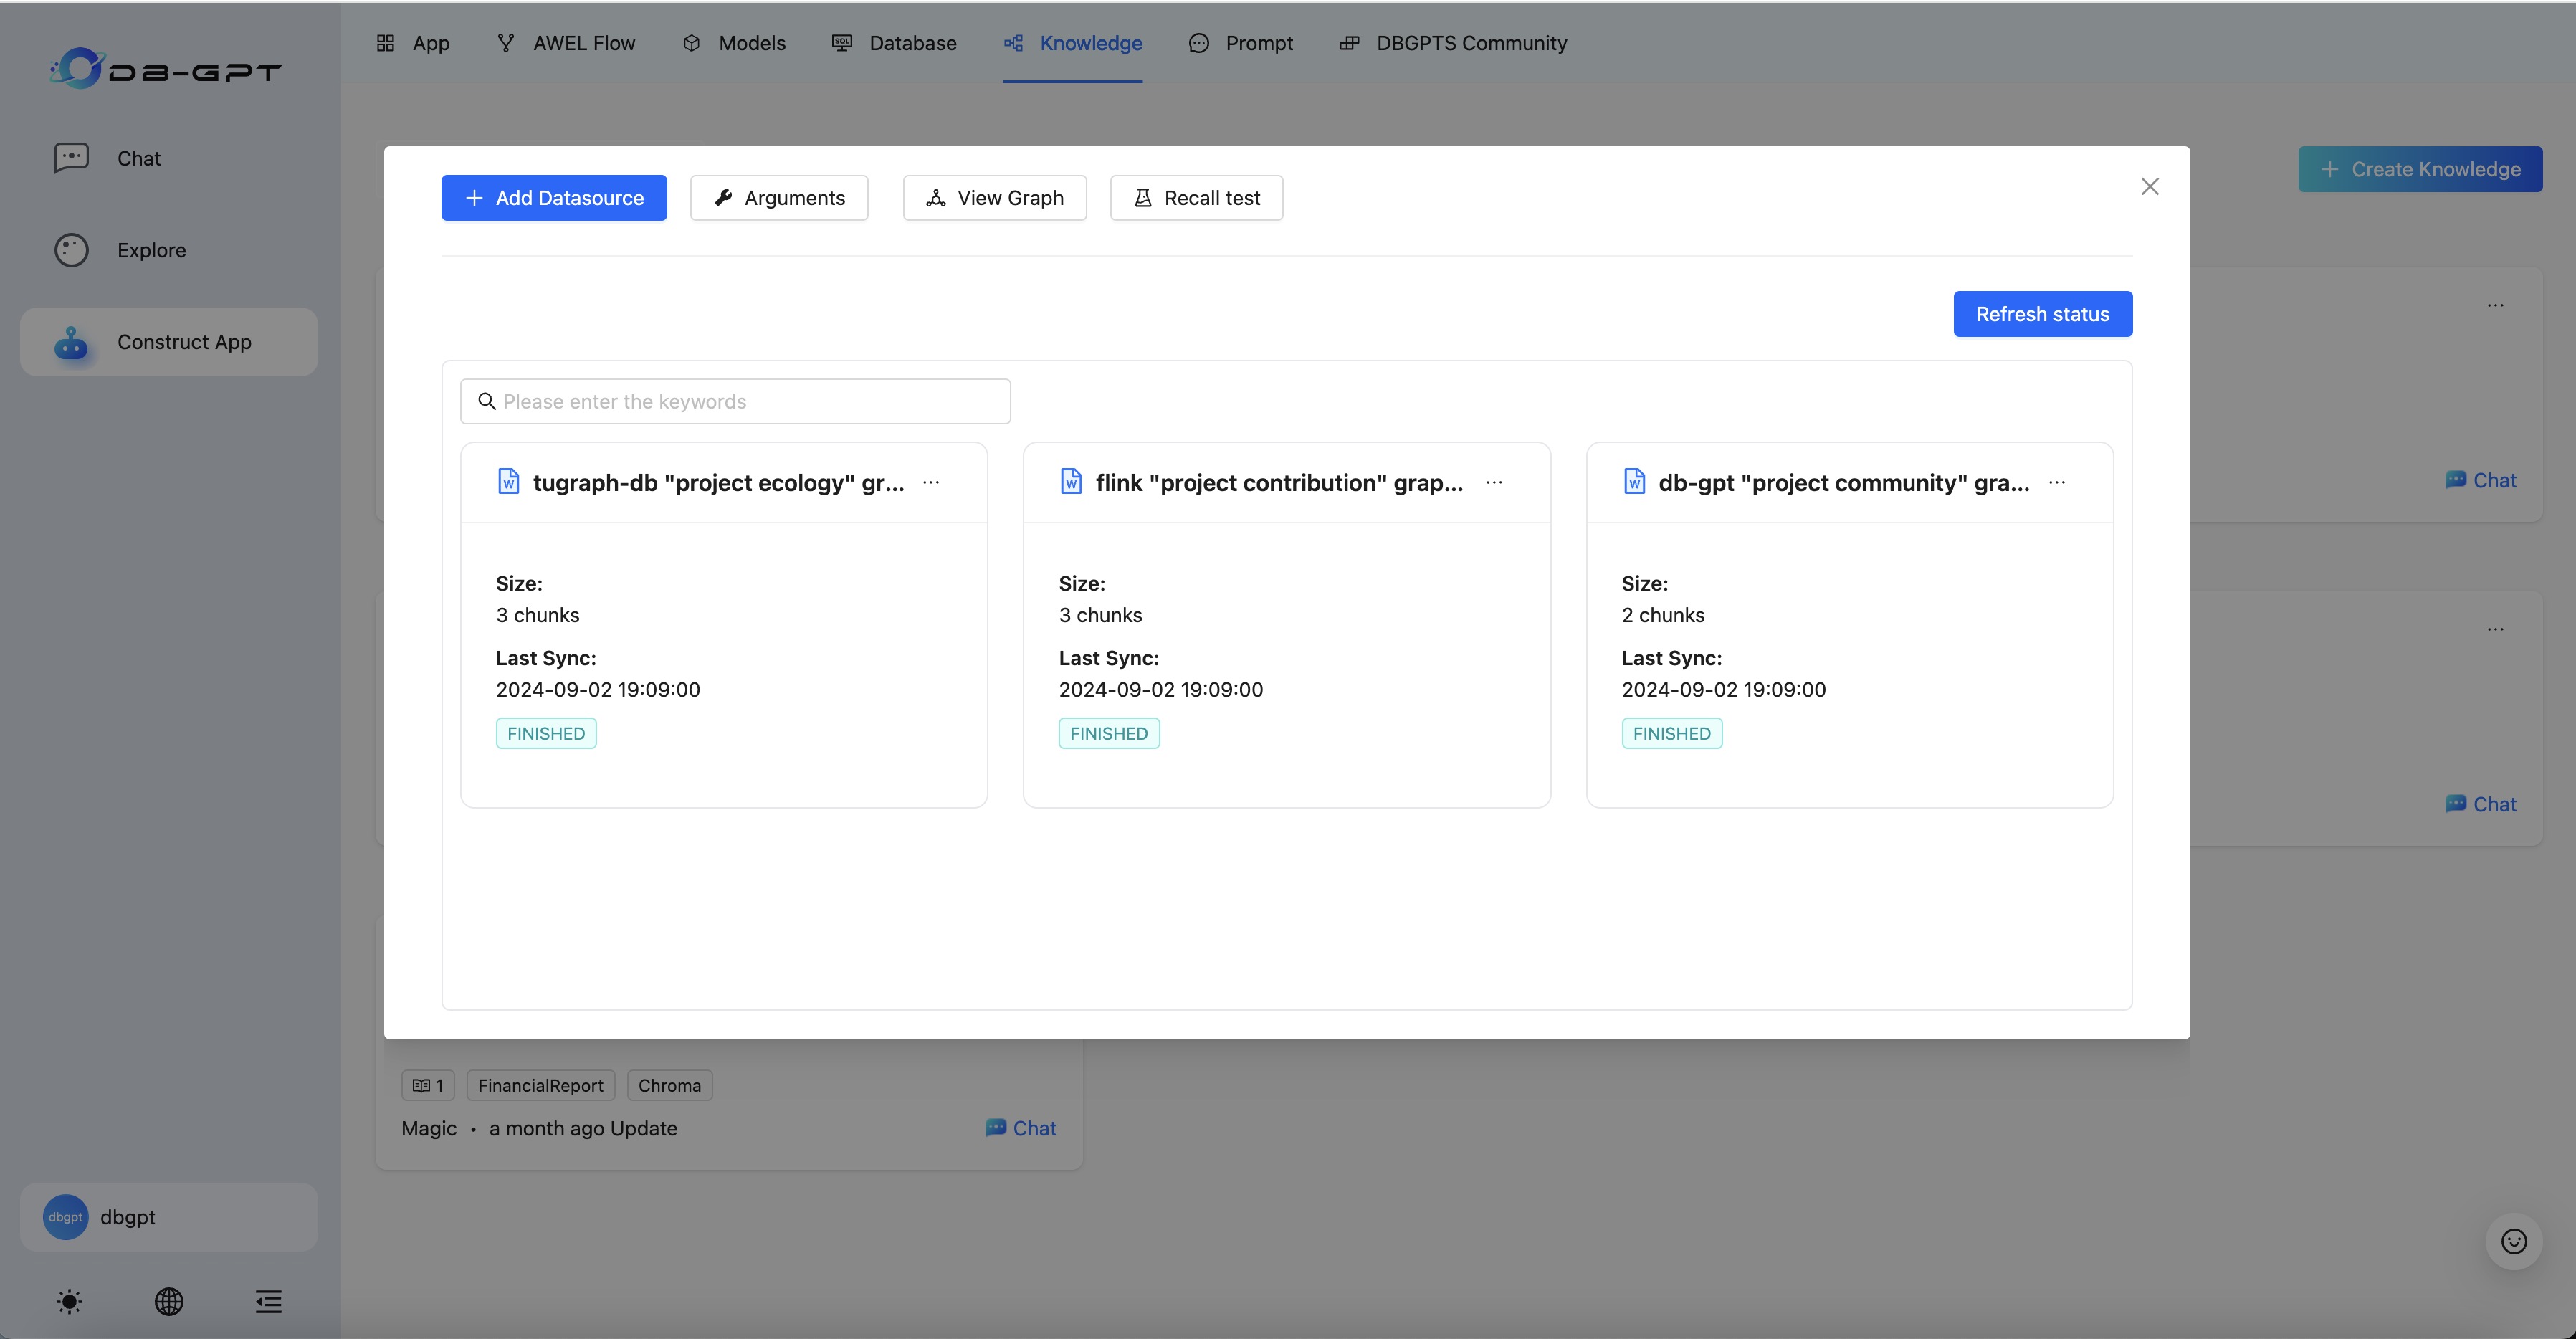 DB-GPT
App
AWEL Flow
Models
Database
Knowledge
Prompt
DBGPTS Community
Chat
Explore
Construct App
Create Knowledge
Add Datasource
Arguments
View Graph
Recall test
Refresh status
Please enter the keywords
tugraph-db "project ecology" gr...
Size:
3 chunks
Last Sync:
2024-09-02 19:09:00
FINISHED
flink "project contribution" grap...
Size:
3 chunks
Last Sync:
2024-09-02 19:09:00
FINISHED
db-gpt "project community" gra...
Size:
2 chunks
Last Sync:
2024-09-02 19:09:00
FINISHED
Chat
Chat
1
FinancialReport
Chroma
Magic • a month ago Update
Chat
dbgpt
dbgpt